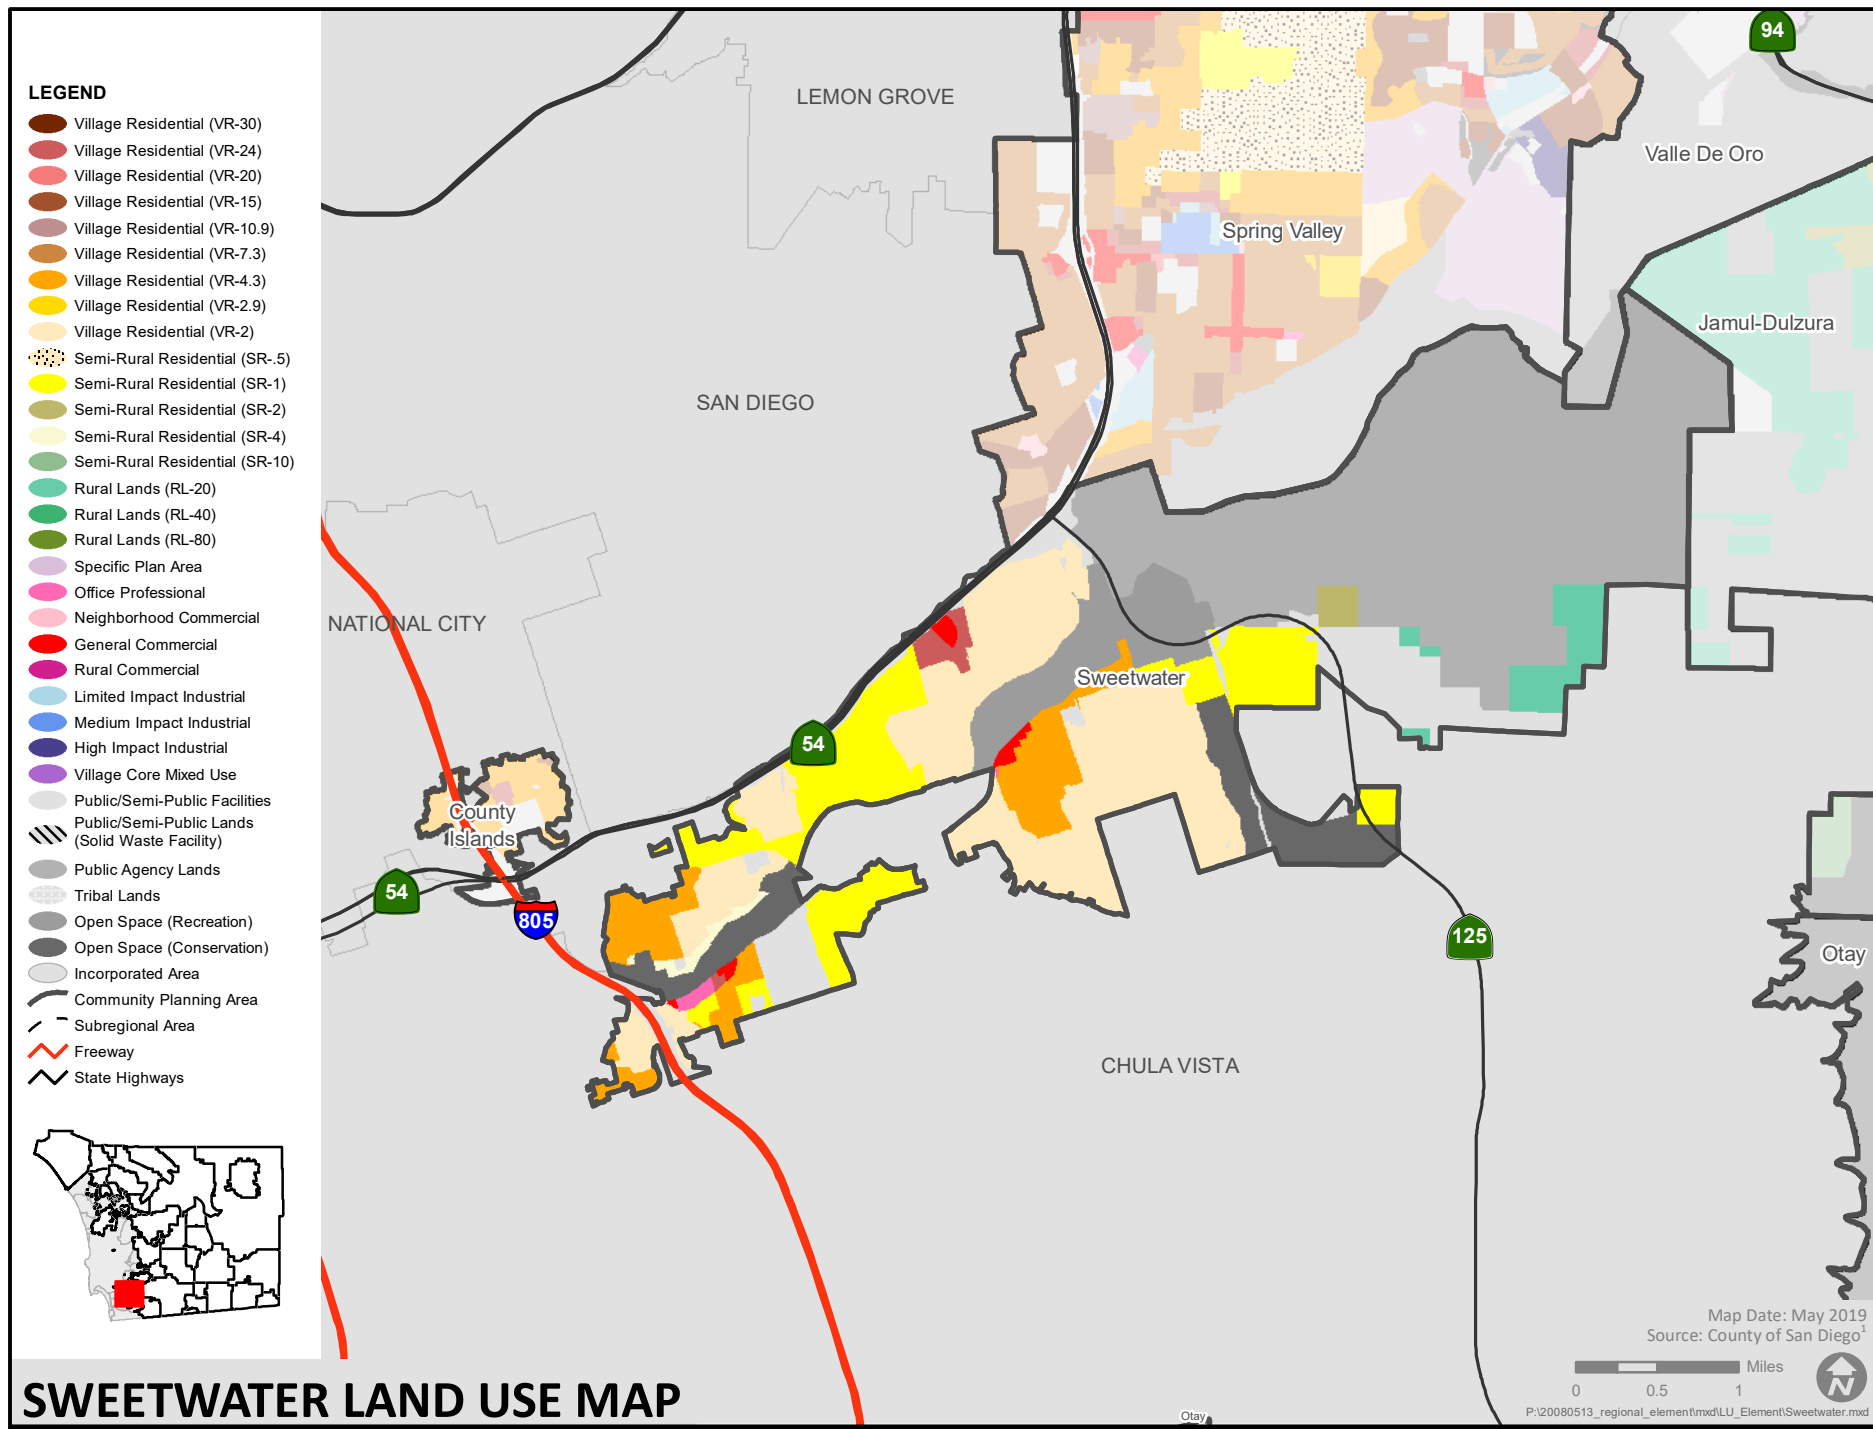 LEGEND
Village Residential (VR-30)
Village Residential (VR-24)
Village Residential (VR-20)
Village Residential (VR-15)
Village Residential (VR-10.9)
Village Residential (VR-7.3)
Village Residential (VR-4.3)
Village Residential (VR-2.9)
Village Residential (VR-2)
Semi-Rural Residential (SR-.5)
Semi-Rural Residential (SR-1)
Semi-Rural Residential (SR-2)
Semi-Rural Residential (SR-4)
Semi-Rural Residential (SR-10)
Rural Lands (RL-20)
Rural Lands (RL-40)
Rural Lands (RL-80)
Specific Plan Area
Office Professional
Neighborhood Commercial
General Commercial
Rural Commercial
Limited Impact Industrial
Medium Impact Industrial
High Impact Industrial
Village Core Mixed Use
Public/Semi-Public Facilities
Public/Semi-Public Lands
(Solid Waste Facility)
Public Agency Lands
Tribal Lands
Open Space (Recreation)
Open Space (Conservation)
Incorporated Area
Community Planning Area
Subregional Area
Freeway
State Highways
94
LEMON GROVE
Valle De Oro
Spring Valley
Jamul-Dulzura
SAN DIEGO
NATIONAL CITY
Sweetwater
54
County
Islands
54
805
125
Otay
CHULA VISTA
Map Date: May 2019
Source: County of San Diego1
Miles
0 0.5 1
N
P:\20080513_regional_element\mxd\LU_Element\Sweetwater.mxd
Otay
SWEETWATER LAND USE MAP